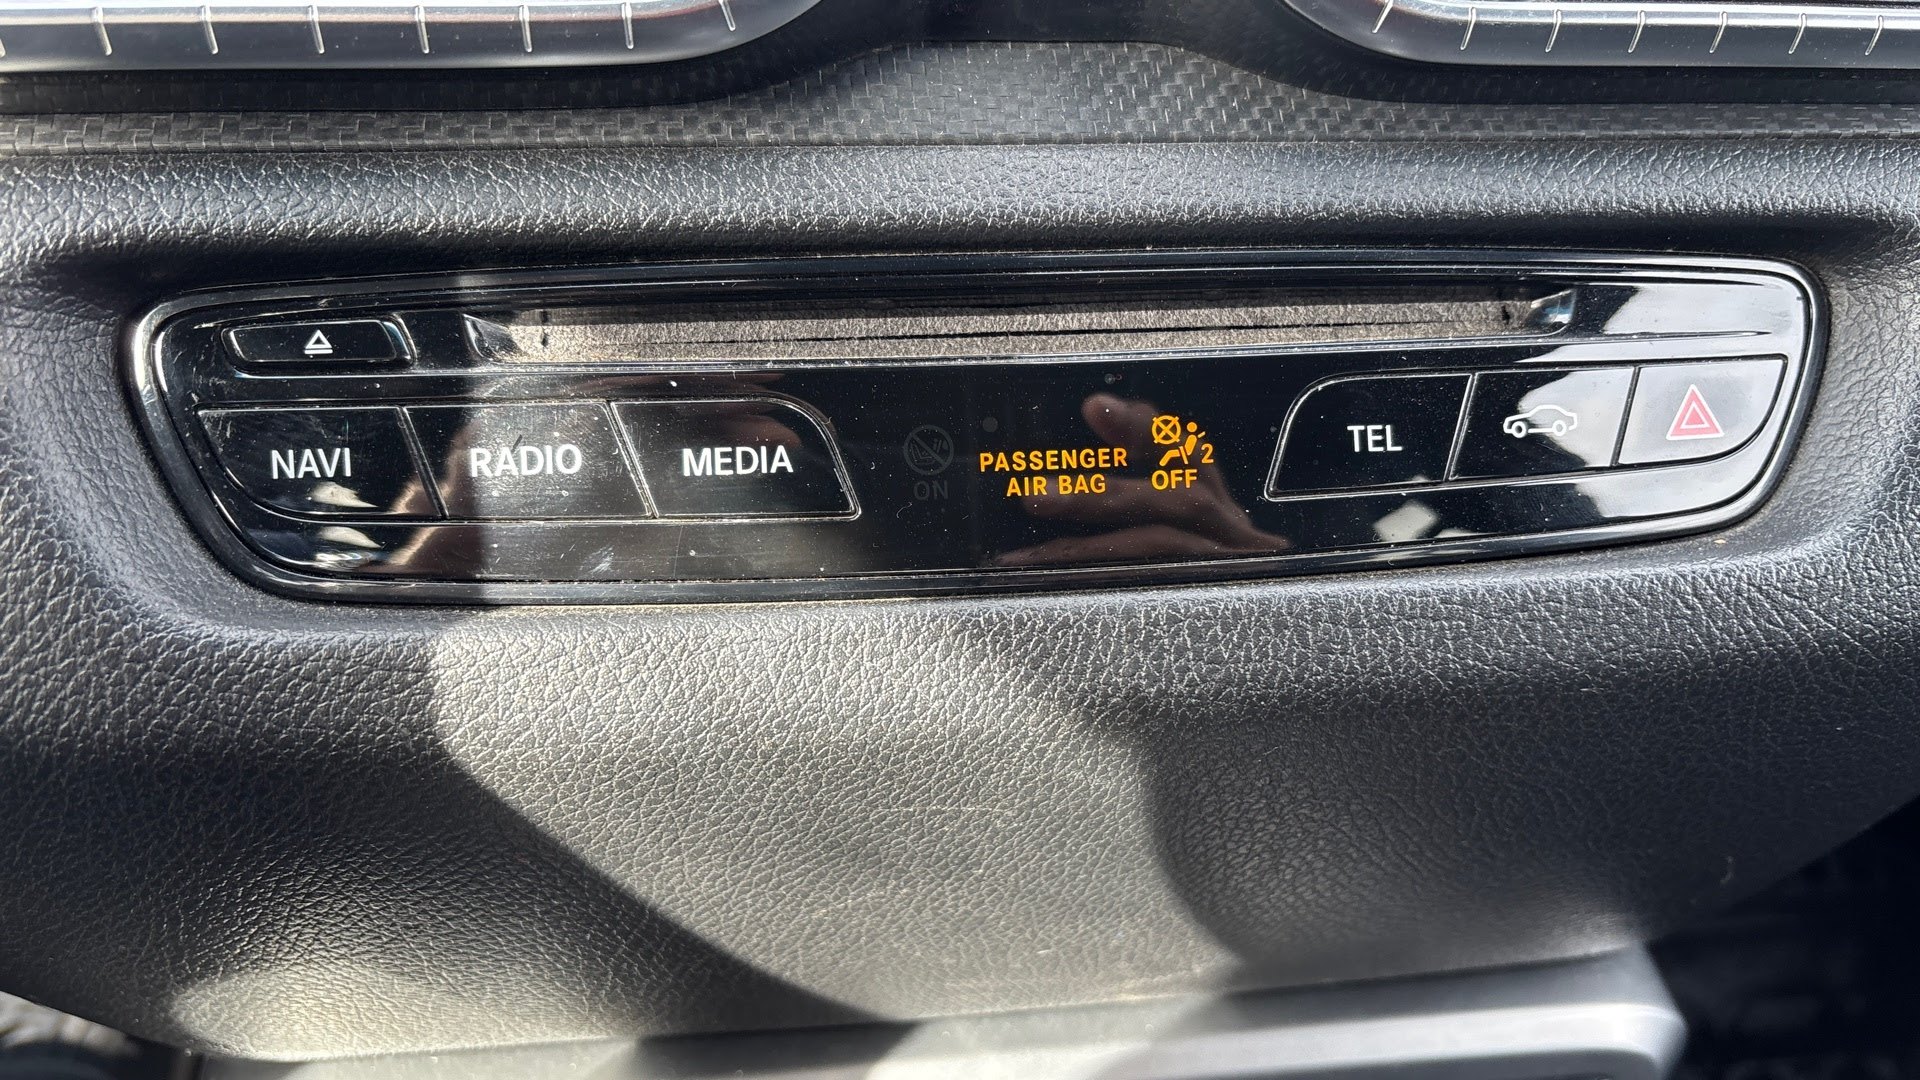 NAVI
RADIO
MEDIA
ON
PASSENGER
AIR BAG
2
OFF
TEL